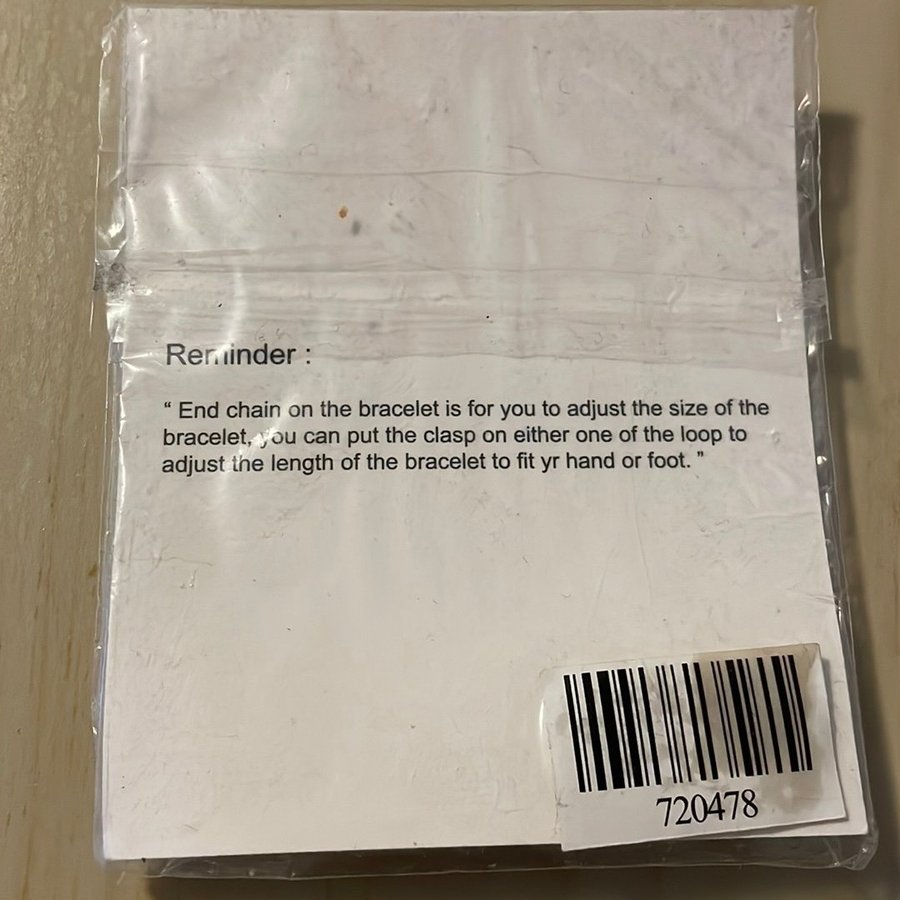 Reminder :
“ End chain on the bracelet is for you to adjust the size of the
bracelet, you can put the clasp on either one of the loop to
adjust the length of the bracelet to fit yr hand or foot. ”
720478